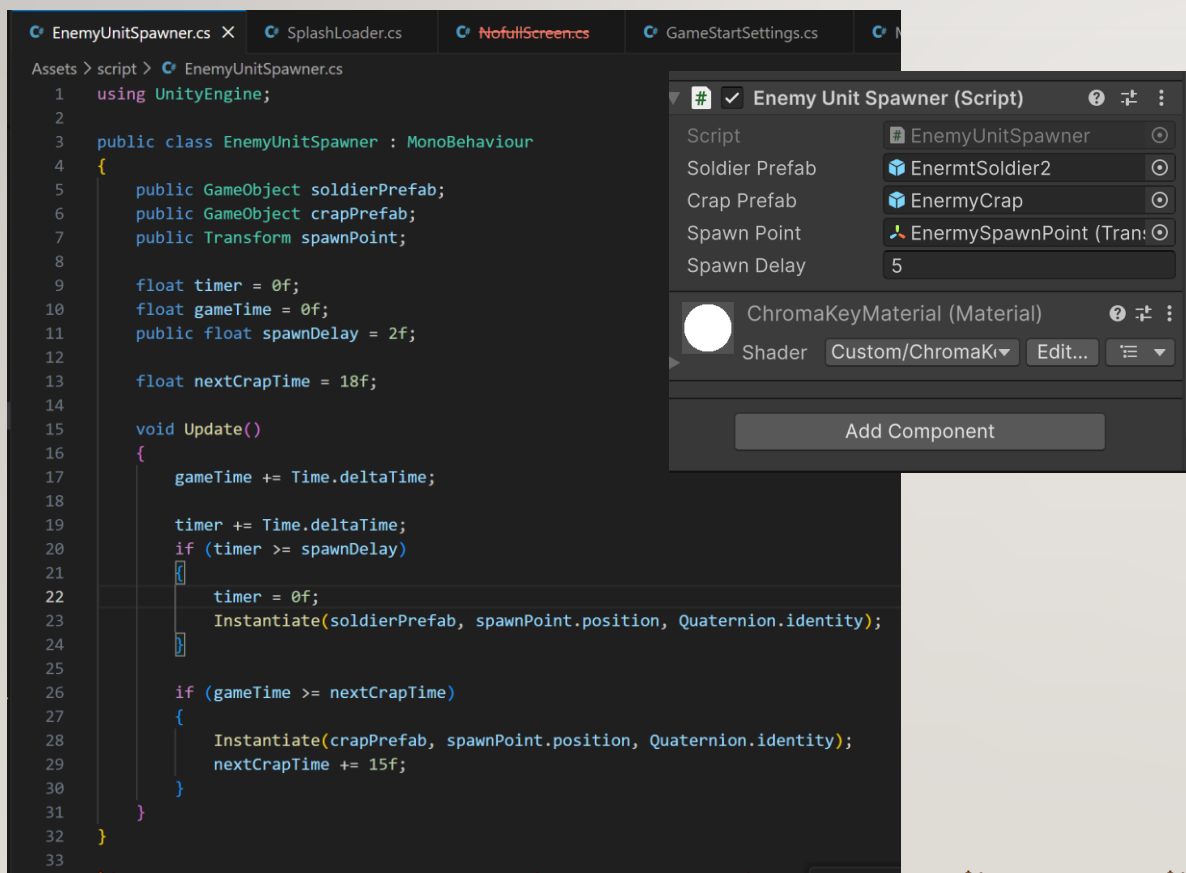 EnemyUnitSpawner.cs
SplashLoader.cs
NofullScreen.cs
GameStartSettings.cs
Assets > script > EnemyUnitSpawner.cs
1 using UnityEngine;
2
3 public class EnemyUnitSpawner : MonoBehaviour
4 {
5 public GameObject soldierPrefab;
6 public GameObject crapPrefab;
7 public Transform spawnPoint;
8
9 float timer = 0f;
10 float gameTime = 0f;
11 public float spawnDelay = 2f;
12
13 float nextCrapTime = 18f;
14
15 void Update()
16 {
17 gameTime += Time.deltaTime;
18
19 timer += Time.deltaTime;
20 if (timer >= spawnDelay)
21 {
22 timer = 0f;
23 Instantiate(soldierPrefab, spawnPoint.position, Quaternion.identity);
24 }
25
26 if (gameTime >= nextCrapTime)
27 {
28 Instantiate(crapPrefab, spawnPoint.position, Quaternion.identity);
29 nextCrapTime += 15f;
30 }
31 }
32 }
33
# Enemy Unit Spawner (Script)
Script # EnemyUnitSpawner
Soldier Prefab EnermtSoldier2
Crap Prefab EnermyCrap
Spawn Point EnermySpawnPoint (Tran
Spawn Delay 5
ChromaKeyMaterial (Material)
Shader Custom/ChromaK Edit...
Add Component